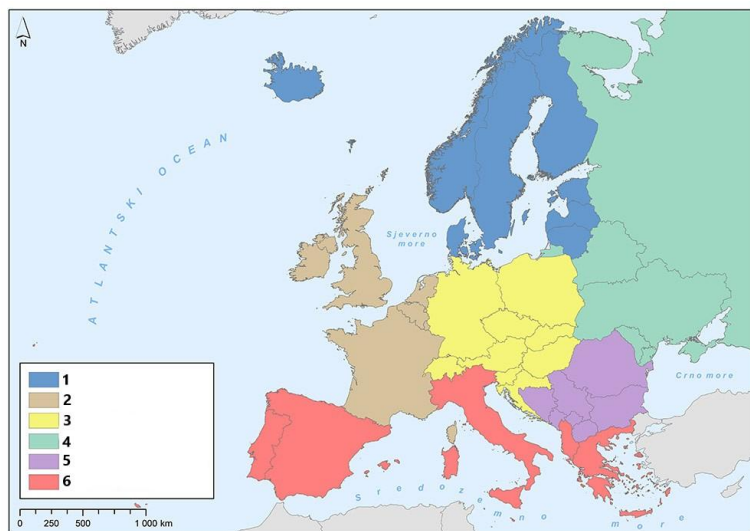 N
ATLANTSKI OCEAN
Sjeverno
more
Crno more
Sredozemno more
1
2
3
4
5
6
0 250 500 1 000 km